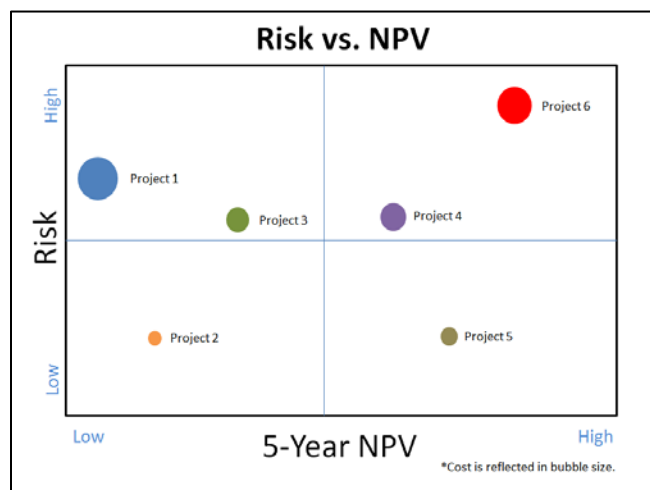 Risk vs. NPV
High
Project 6
Project 1
Project 3
Project 4
Risk
Project 2
Project 5
Low
Low
5-Year NPV
High
*Cost is reflected in bubble size.